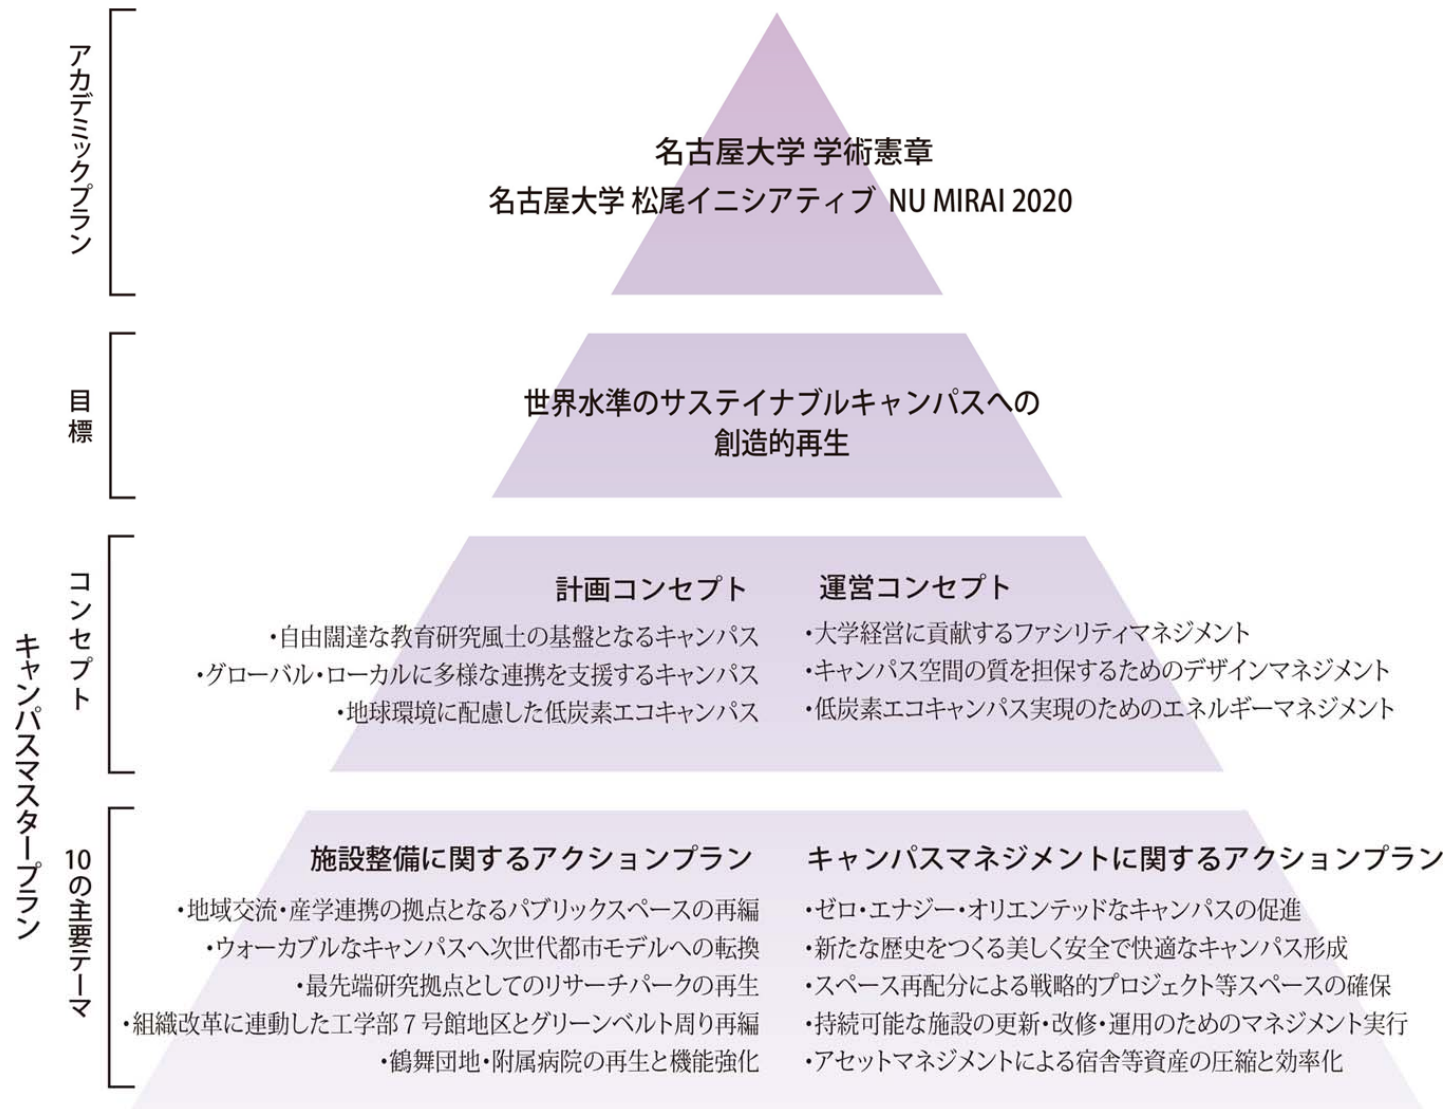 アカデミックプラン
名古屋大学 学術憲章
名古屋大学 松尾イニシアティブ NU MIRAI 2020
目標
世界水準のサステイナブルキャンパスへの
創造的再生
キャンパスマスタープラン
コンセプト
計画コンセプト
・自由闊達な教育研究風土の基盤となるキャンパス
・グローバル・ローカルに多様な連携を支援するキャンパス
・地球環境に配慮した低炭素エコキャンパス
運営コンセプト
・大学経営に貢献するファシリティマネジメント
・キャンパス空間の質を担保するためのデザインマネジメント
・低炭素エコキャンパス実現のためのエネルギーマネジメント
10の主要テーマ
施設整備に関するアクションプラン
・地域交流・産学連携の拠点となるパブリックスペースの再編
・ウォーカブルなキャンパスへ次世代都市モデルへの転換
・最先端研究拠点としてのリサーチパークの再生
・組織改革に連動した工学部７号館地区とグリーンベルト周り再編
・鶴舞団地・附属病院の再生と機能強化
キャンパスマネジメントに関するアクションプラン
・ゼロ・エナジー・オリエンテッドなキャンパスの促進
・新たな歴史をつくる美しく安全で快適なキャンパス形成
・スペース再配分による戦略的プロジェクト等スペースの確保
・持続可能な施設の更新・改修・運用のためのマネジメント実行
・アセットマネジメントによる宿舎等資産の圧縮と効率化